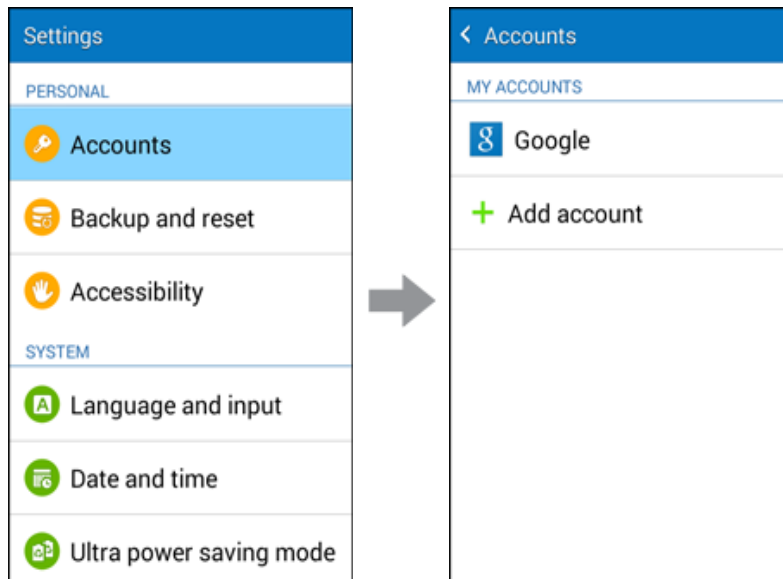 Settings
PERSONAL
Accounts
Backup and reset
Accessibility
SYSTEM
A
Language and input
Date and time
Ultra power saving mode
Accounts
MY ACCOUNTS
g
Google
Add account